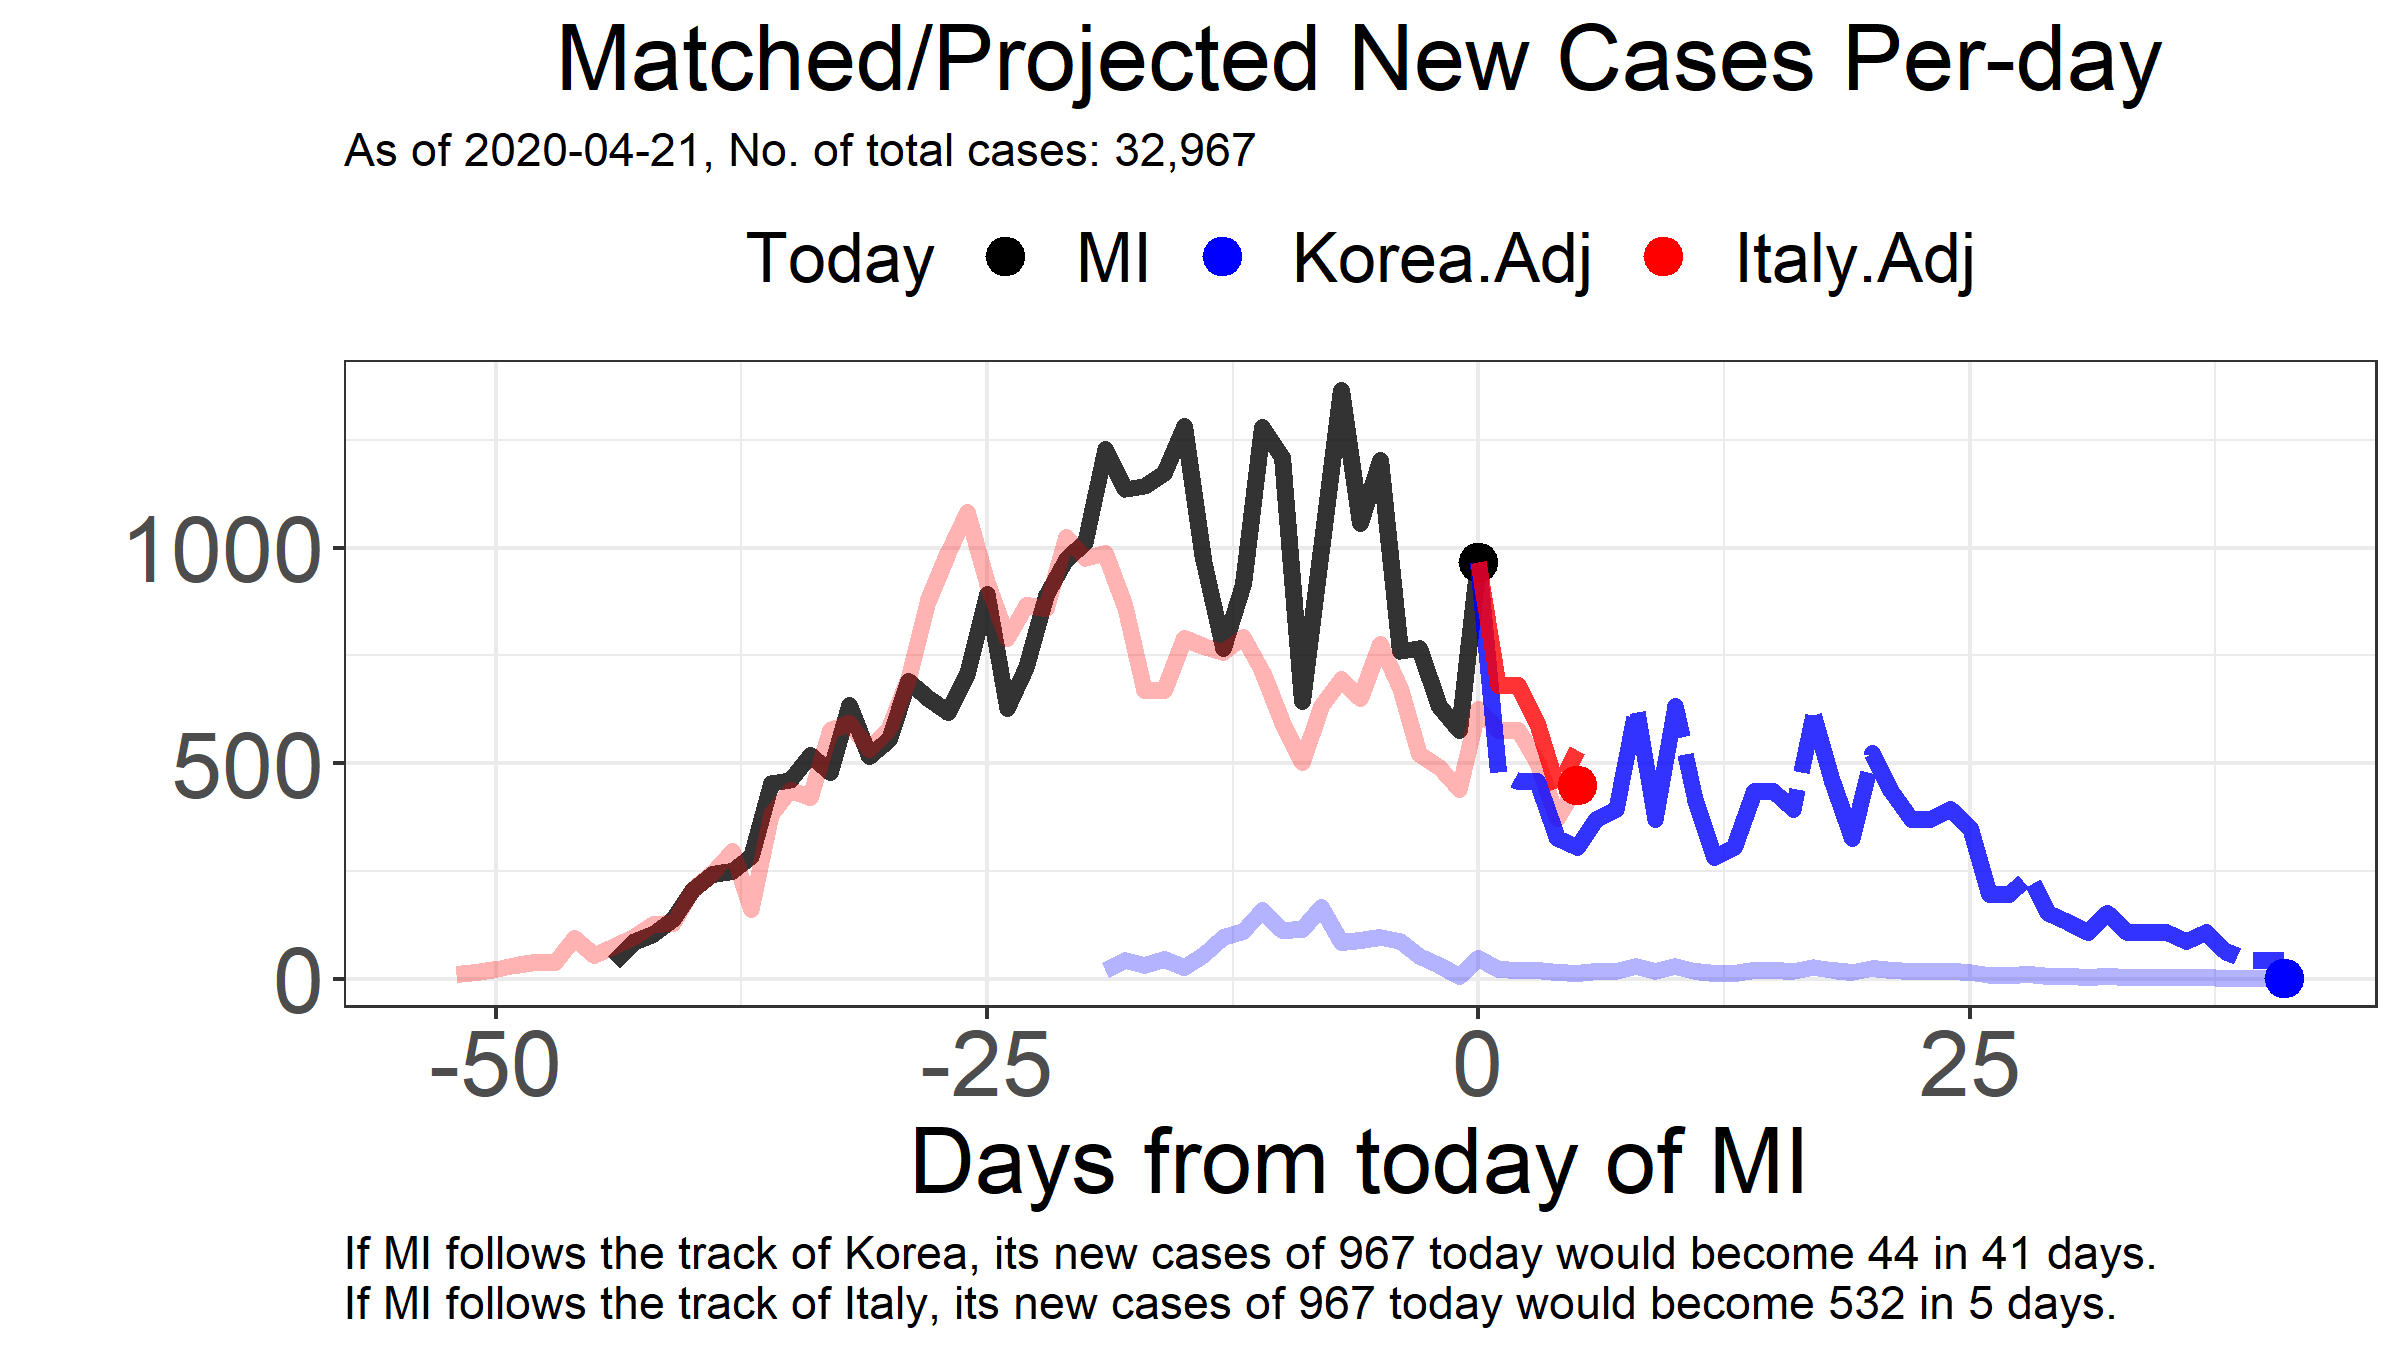 Matched/Projected New Cases Per-day
As of 2020-04-21, No. of total cases: 32,967
Today MI Korea.Adj Italy.Adj
1000
500
0
-50 -25 0 25
Days from today of MI
If MI follows the track of Korea, its new cases of 967 today would become 44 in 41 days.
If MI follows the track of Italy, its new cases of 967 today would become 532 in 5 days.